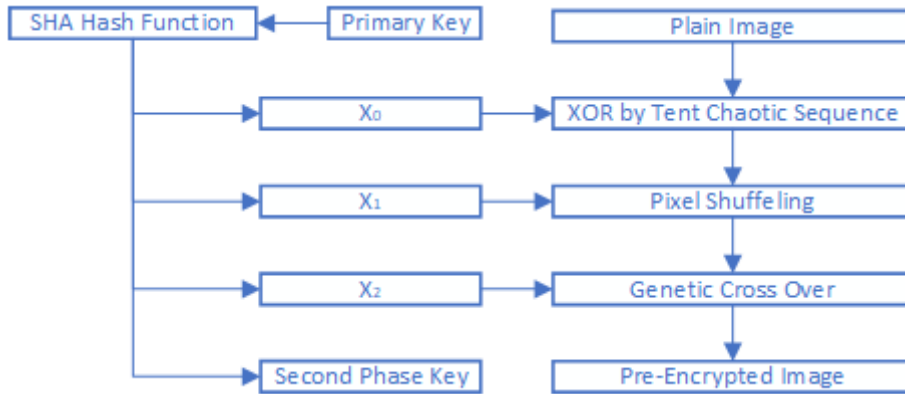 SHA Hash Function
Primary Key
Plain Image
X₀
XOR by Tent Chaotic Sequence
X₁
Pixel Shuffeling
X₂
Genetic Cross Over
Second Phase Key
Pre-Encrypted Image